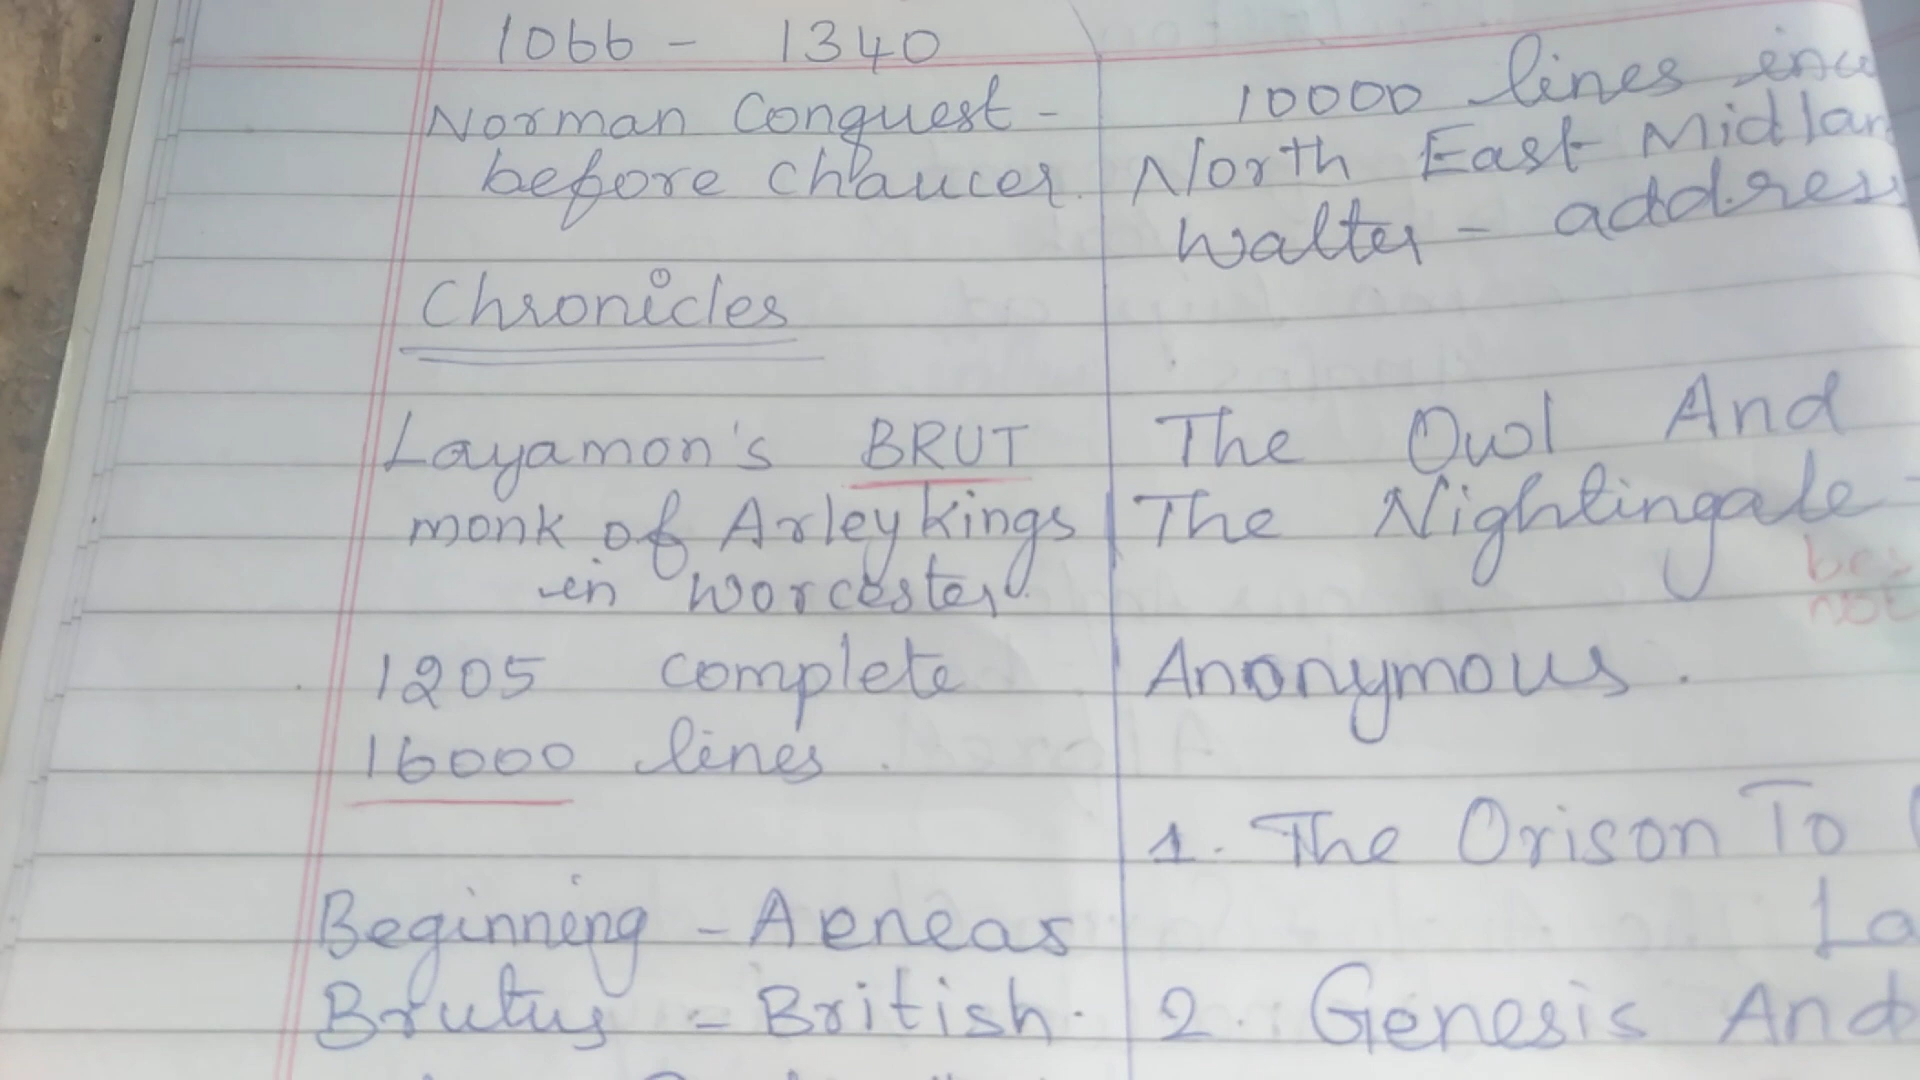 1066 - 1340
Norman Conquest -
before Chaucer.
Chronicles
Layamon's BRUT
monk of Arley kings
in Worcester.
1205 complete
16000 lines.
Beginning - Aeneas
Brutus - British.
10000 lines
North East Midlan
Walter - address
The Owl And
The Nightingale -
Anonymous.
1. The Orison To
La
2. Genesis And